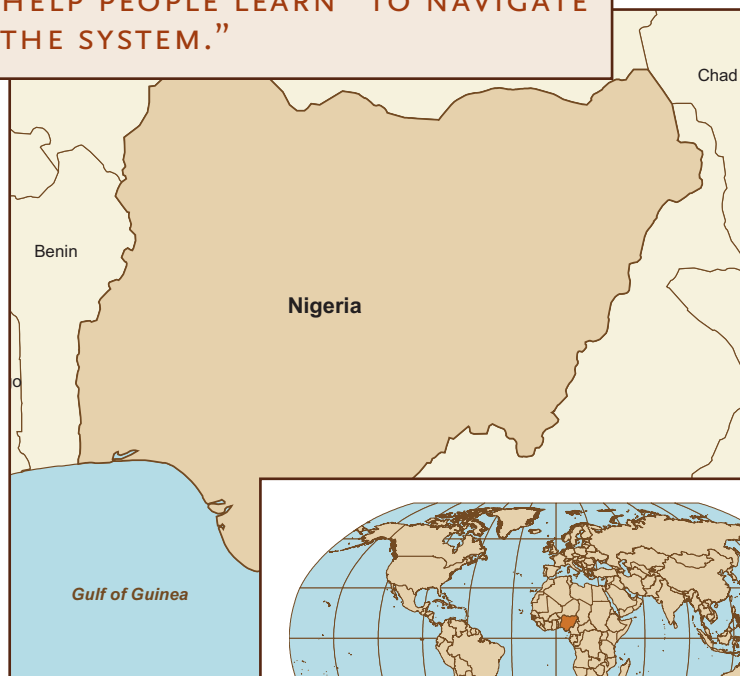 HELP PEOPLE LEARN “TO NAVIGATE
THE SYSTEM.”
Chad
Benin
Nigeria
o
Gulf of Guinea